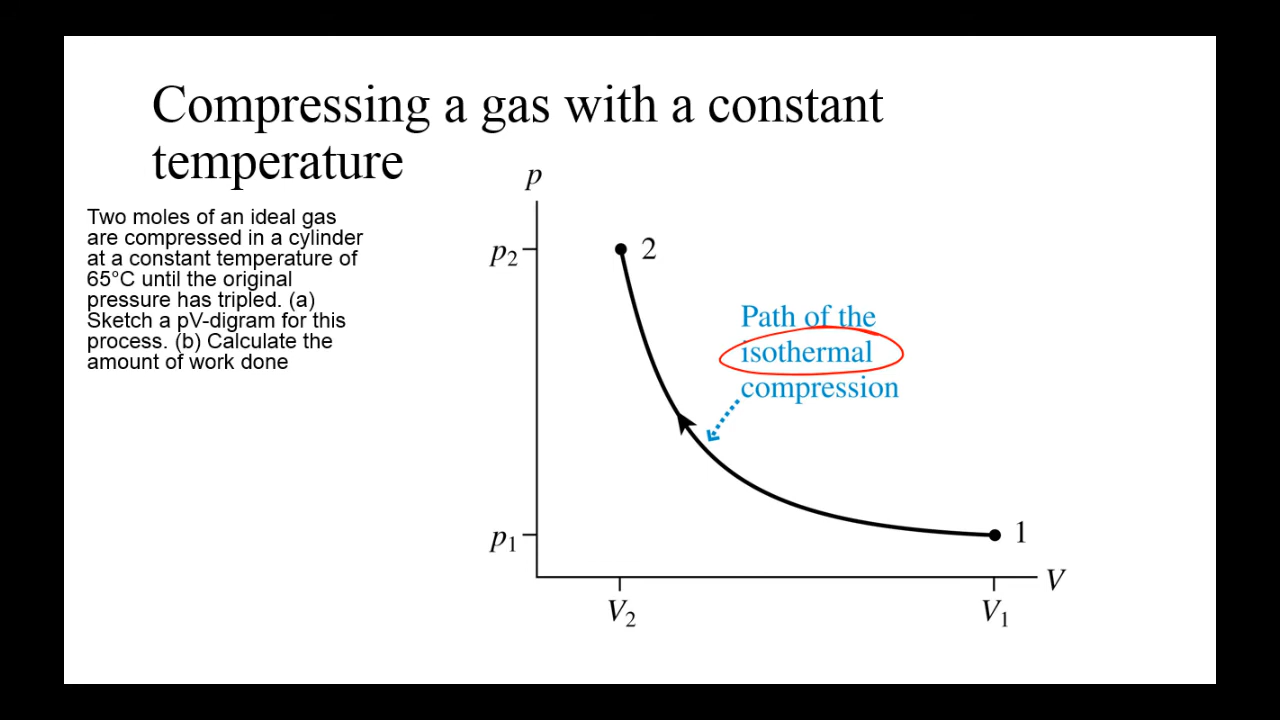 Compressing a gas with a constant
temperature
Two moles of an ideal gas
are compressed in a cylinder
at a constant temperature of
65°C until the original
pressure has tripled. (a)
Sketch a pV-digram for this
process. (b) Calculate the
amount of work done
p
p2
2
Path of the
isothermal
compression
p1
1
V
V2
V1